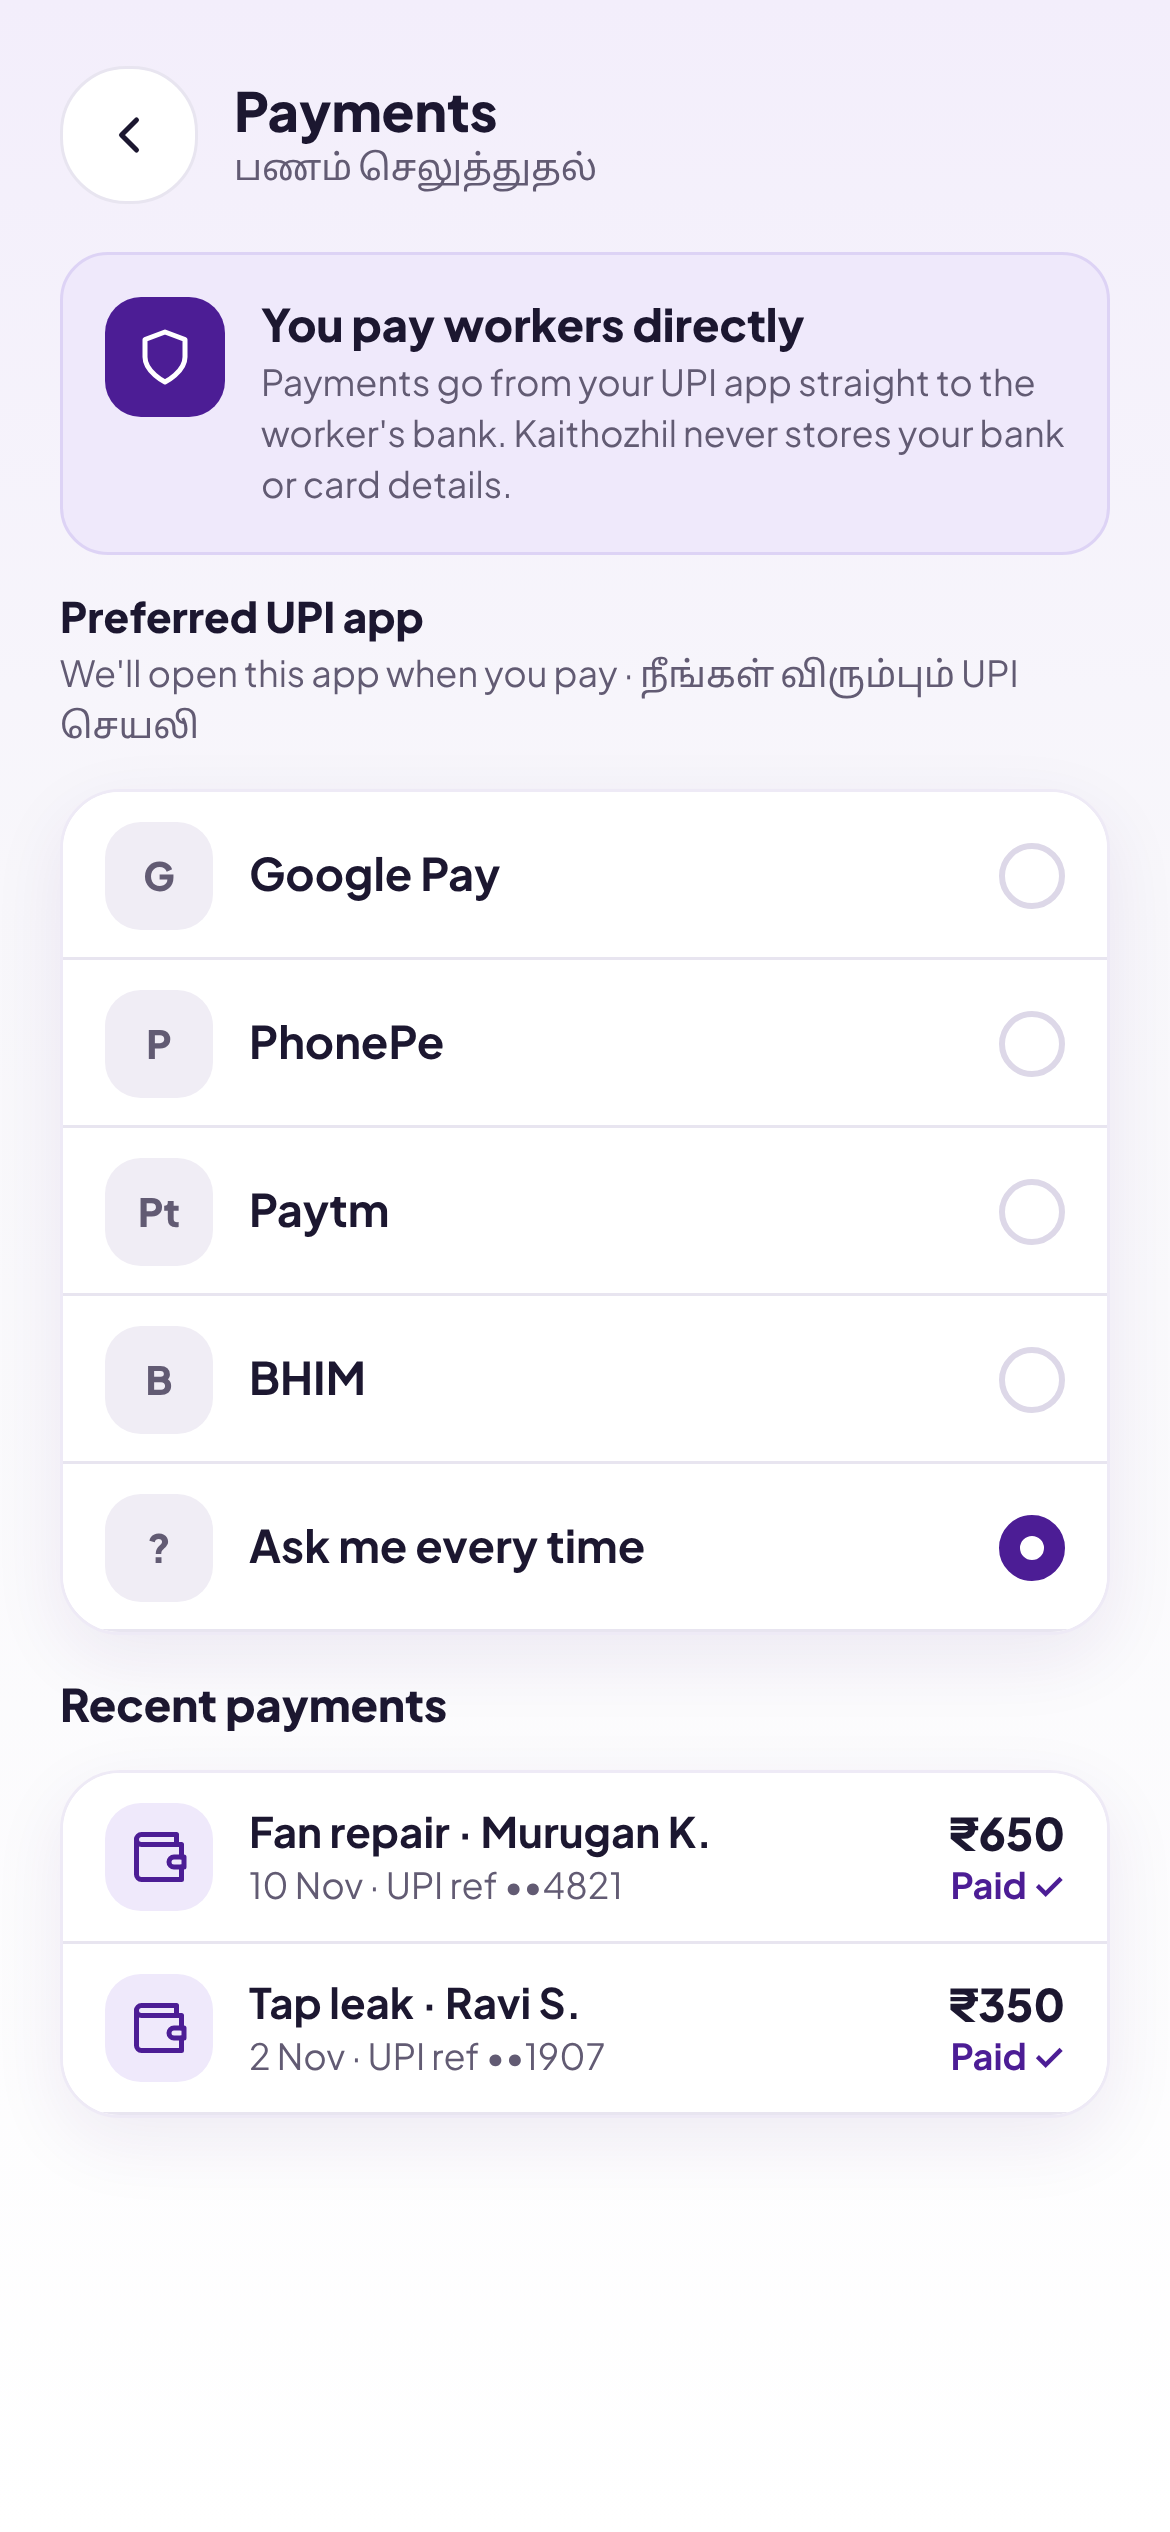 Payments
பணம் செலுத்துதல்
You pay workers directly
Payments go from your UPI app straight to the
worker's bank. Kaithozhil never stores your bank
or card details.
Preferred UPI app
We'll open this app when you pay · நீங்கள் விரும்பும் UPI
செயலி
G Google Pay
P PhonePe
Pt Paytm
B BHIM
? Ask me every time
Recent payments
Fan repair · Murugan K. ₹650
10 Nov · UPI ref ••4821 Paid ✓
Tap leak · Ravi S. ₹350
2 Nov · UPI ref ••1907 Paid ✓